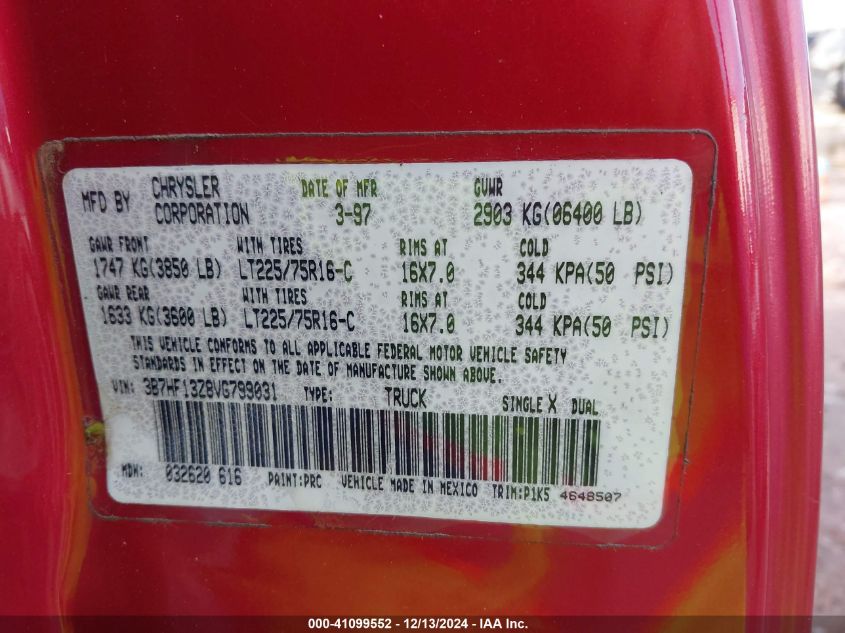 MFD BY CHRYSLER CORPORATION DATE OF MFR 3-97 GVWR 2903 KG(06400 LB)
GAWR FRONT WITH TIRES RIMS AT COLD
1747 KG(3850 LB) LT225/75R16-C 16X7.0 344 KPA(50 PSI)
GAWR REAR WITH TIRES RIMS AT COLD
1633 KG(3600 LB) LT225/75R16-C 16X7.0 344 KPA(50 PSI)
THIS VEHICLE CONFORMS TO ALL APPLICABLE FEDERAL MOTOR VEHICLE SAFETY
STANDARDS IN EFFECT ON THE DATE OF MANUFACTURE SHOWN ABOVE.
VIN: 3B7HF13Z8VG799031 TYPE: TRUCK SINGLE X DUAL
MDH: 032620 616 PAINT:PRC VEHICLE MADE IN MEXICO TRIM:P1K5 4648507
000-41099552 - 12/13/2024 - IAA Inc.